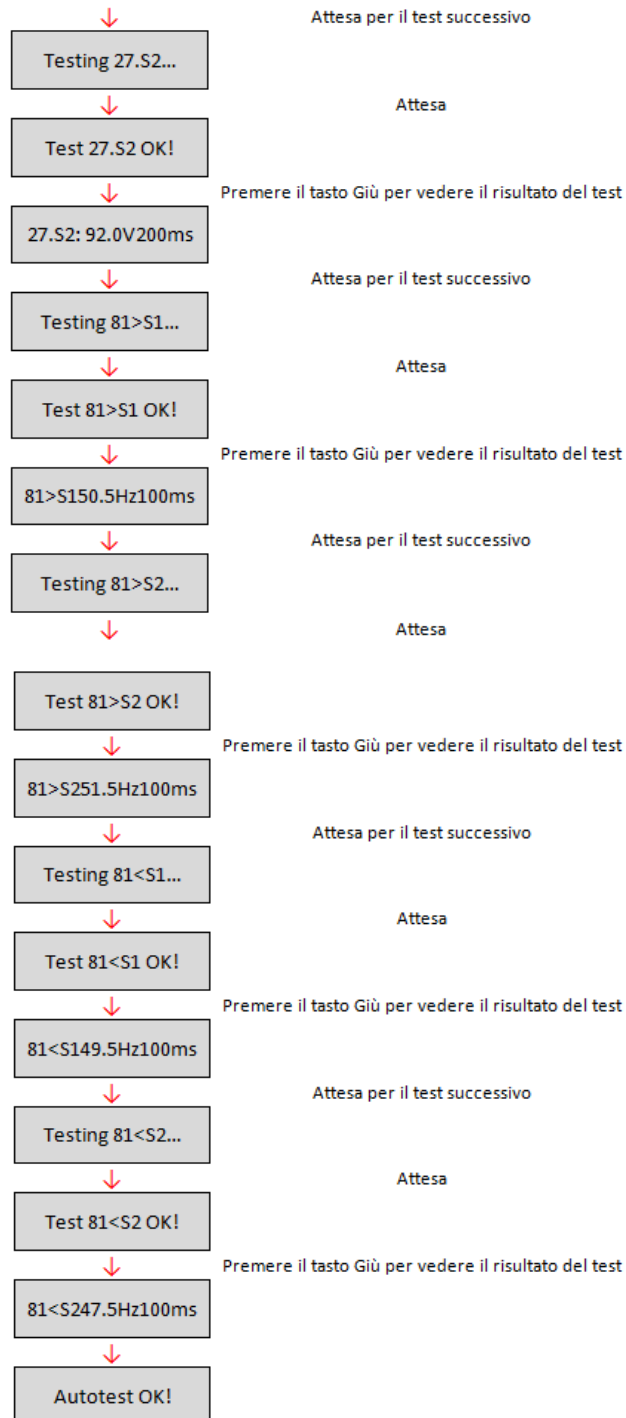 Attesa per il test successivo
Testing 27.S2...
Attesa
Test 27.S2 OK!
Premere il tasto Giù per vedere il risultato del test
27.S2: 92.0V200ms
Attesa per il test successivo
Testing 81>S1...
Attesa
Test 81>S1 OK!
Premere il tasto Giù per vedere il risultato del test
81>S150.5Hz100ms
Attesa per il test successivo
Testing 81>S2...
Attesa
Test 81>S2 OK!
Premere il tasto Giù per vedere il risultato del test
81>S251.5Hz100ms
Attesa per il test successivo
Testing 81<S1...
Attesa
Test 81<S1 OK!
Premere il tasto Giù per vedere il risultato del test
81<S149.5Hz100ms
Attesa per il test successivo
Testing 81<S2...
Attesa
Test 81<S2 OK!
Premere il tasto Giù per vedere il risultato del test
81<S247.5Hz100ms
Autotest OK!